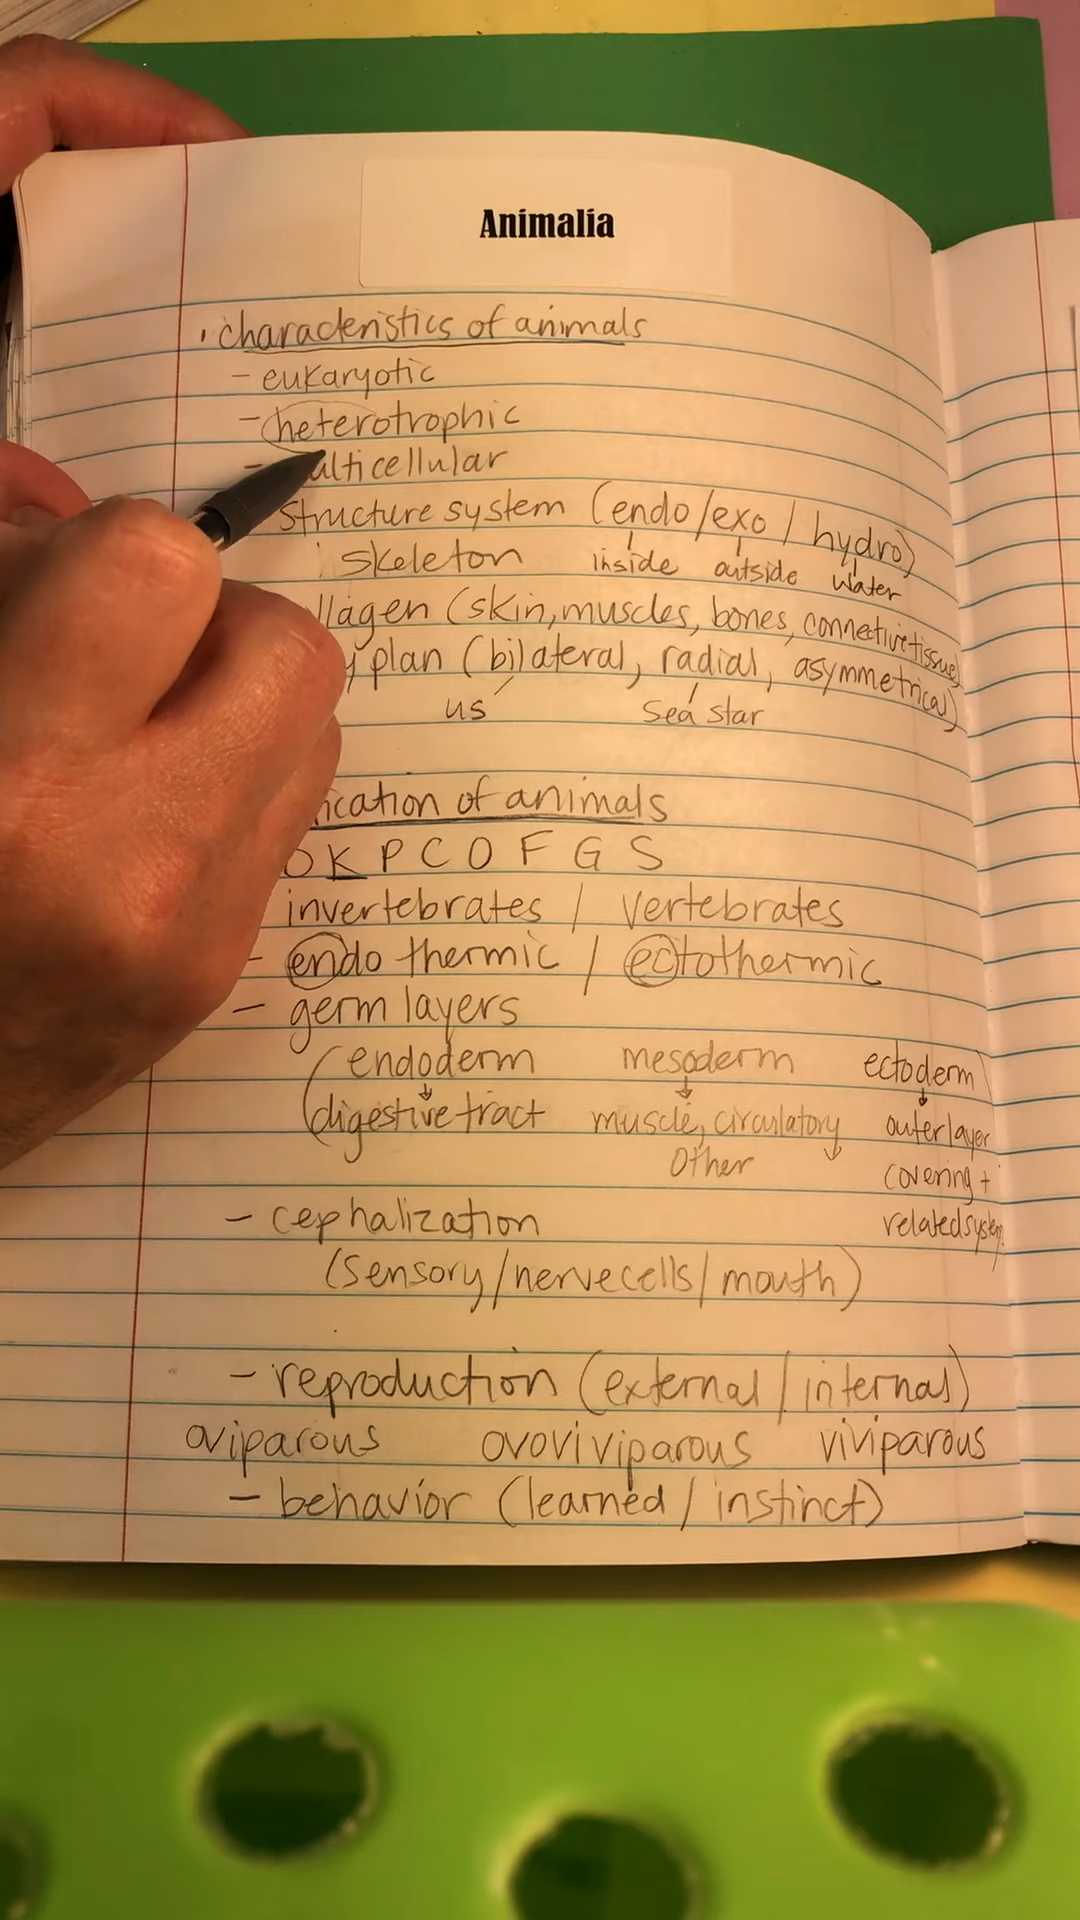 Animalia
• characteristics of animals
- eukaryotic
- heterotrophic
- ulticellular
structure system (endo/exo / hydro)
skeleton inside outside water
llagen (skin, muscles, bones, connective tissue)
y plan (bilateral, radial, asymmetrical)
us sea star
ication of animals
D K P C O F G S
invertebrates / vertebrates
- endo thermic / ectothermic
- germ layers
(endoderm mesoderm ectoderm)
digestive tract muscle, circulatory outer layer
other covering +
- cephalization related system
(sensory/nerve cells/mouth)
- reproduction (external / internal)
oviparous ovoviviparous viviparous
- behavior (learned / instinct)